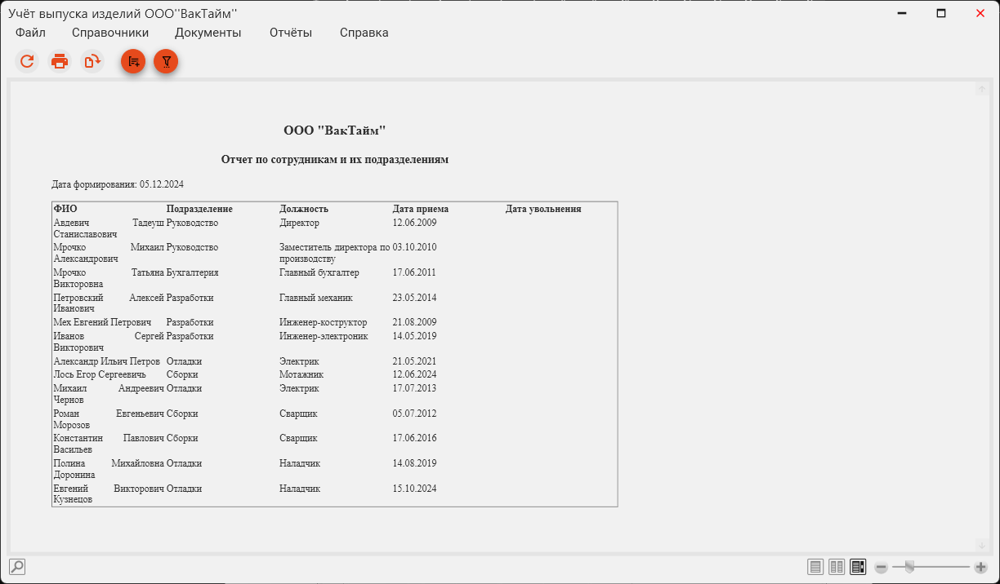 Учёт выпуска изделий ООО''ВакТайм''
Файл Справочники Документы Отчёты Справка
ООО "ВакТайм"
Отчет по сотрудникам и их подразделениям
Дата формирования: 05.12.2024
ФИО Подразделение Должность Дата приема Дата увольнения
Авдевич Тадеуш Руководство Директор 12.06.2009
Станиславович
Мрочко Михаил Руководство Заместитель директора по 03.10.2010
Александрович производству
Мрочко Татьяна Бухгалтерия Главный бухгалтер 17.06.2011
Викторовна
Петровский Алексей Разработки Главный механик 23.05.2014
Иванович
Мех Евгений Петрович Разработки Инженер-коструктор 21.08.2009
Иванов Сергей Разработки Инженер-электроник 14.05.2019
Викторович
Александр Ильич Петров Отладки Электрик 21.05.2021
Лось Егор Сергеевичь Сборки Мотажник 12.06.2024
Михаил Андреевич Отладки Электрик 17.07.2013
Чернов
Роман Евгеньевич Сборки Сварщик 05.07.2012
Морозов
Константин Павлович Сборки Сварщик 17.06.2016
Васильев
Полина Михайловна Отладки Наладчик 14.08.2019
Доронина
Евгений Викторович Отладки Наладчик 15.10.2024
Кузнецов